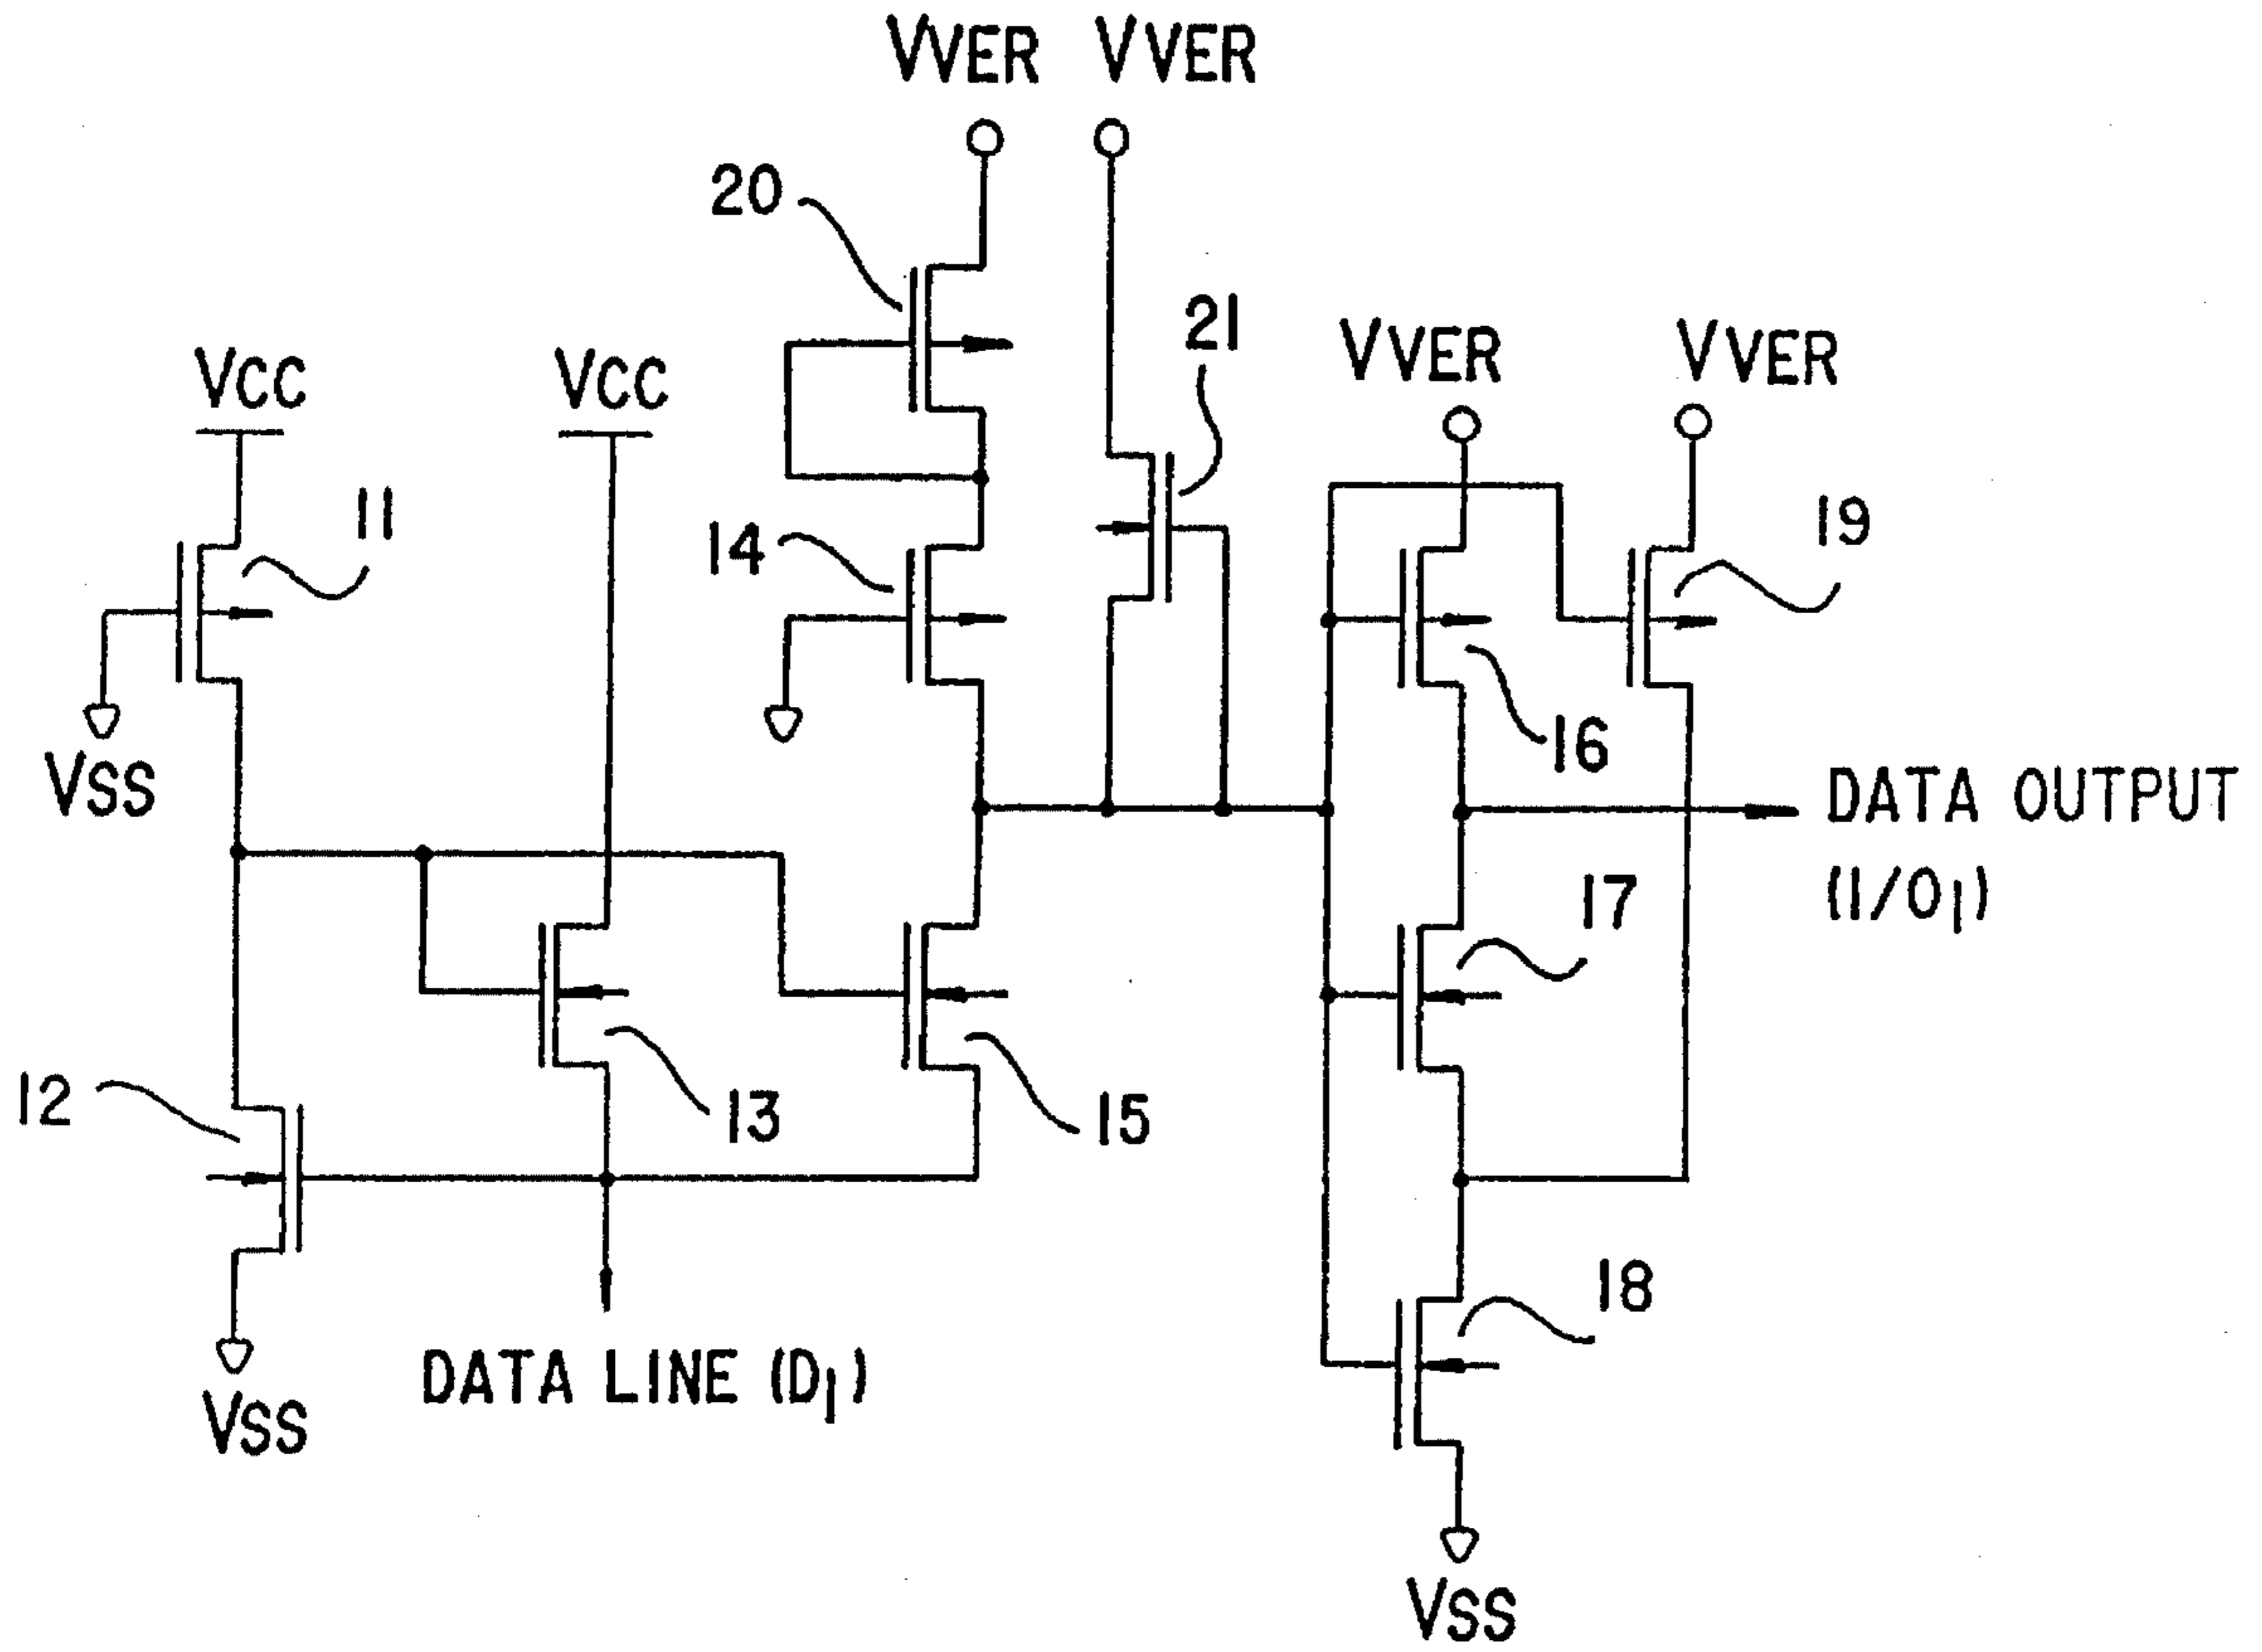 VVER VVER
20
21
VVER
VVER
VCC
VCC
11
14
19
16
VSS
DATA OUTPUT
(I/O1)
17
12
13
15
18
DATA LINE (D1)
VSS
VSS